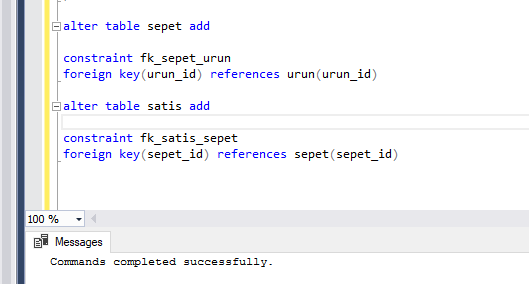 alter table sepet add
constraint fk_sepet_urun
foreign key(urun_id) references urun(urun_id)
alter table satis add
constraint fk_satis_sepet
foreign key(sepet_id) references sepet(sepet_id)
100 %
Messages
Commands completed successfully.